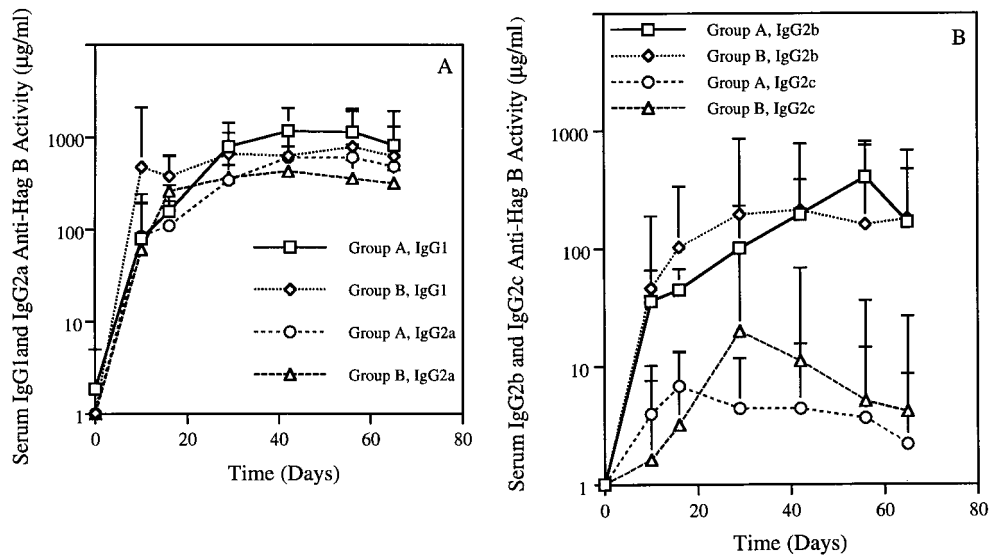 Serum IgG1and IgG2a Anti-Hag B Activity (µg/ml)
A
1000
100
10
1
Group A, IgG1
Group B, IgG1
Group A, IgG2a
Group B, IgG2a
0
20
40
60
80
Time (Days)
Serum IgG2b and IgG2c Anti-Hag B Activity (µg/ml)
B
Group A, IgG2b
Group B, IgG2b
Group A, IgG2c
Group B, IgG2c
1000
100
10
1
0
20
40
60
80
Time (Days)